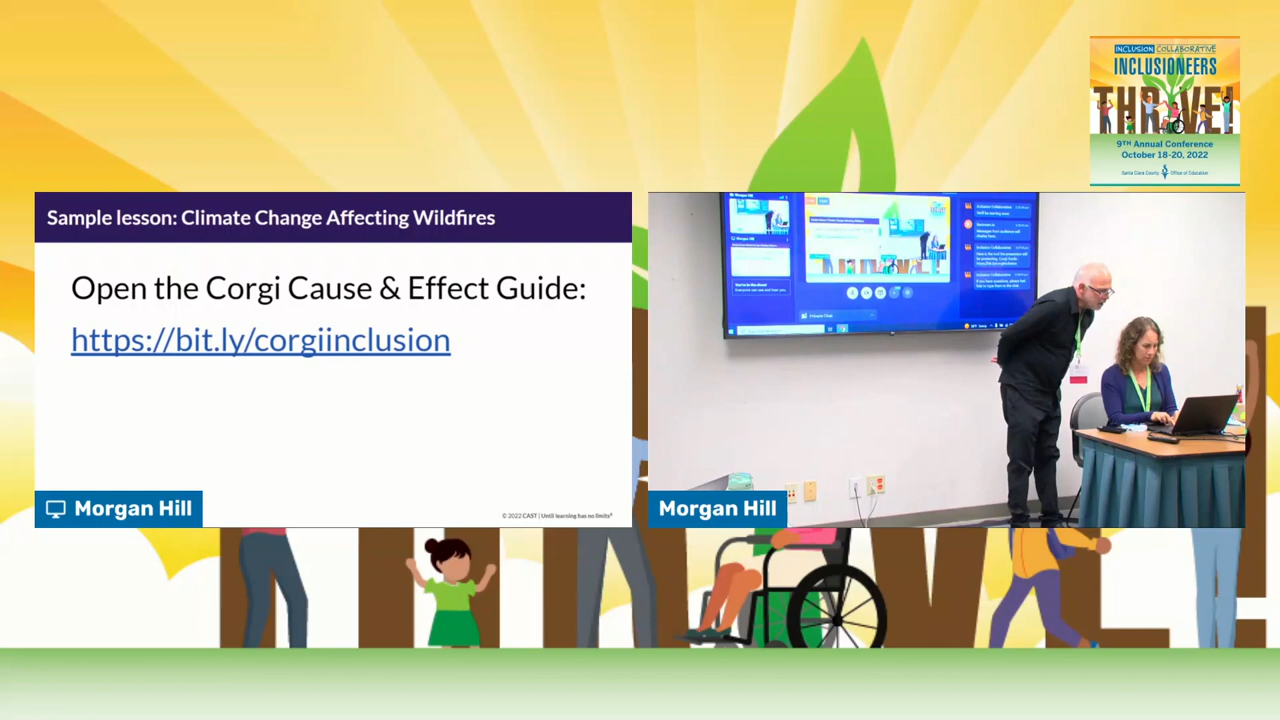 INCLUSION COLLABORATIVE
INCLUSIONEERS
THRIVE!
9TH Annual Conference
October 18-20, 2022
Santa Clara County Office of Education
Sample lesson: Climate Change Affecting Wildfires
Open the Corgi Cause & Effect Guide:
https://bit.ly/corgiinclusion
Morgan Hill
© 2022 CAST | Until learning has no limits®
Morgan Hill